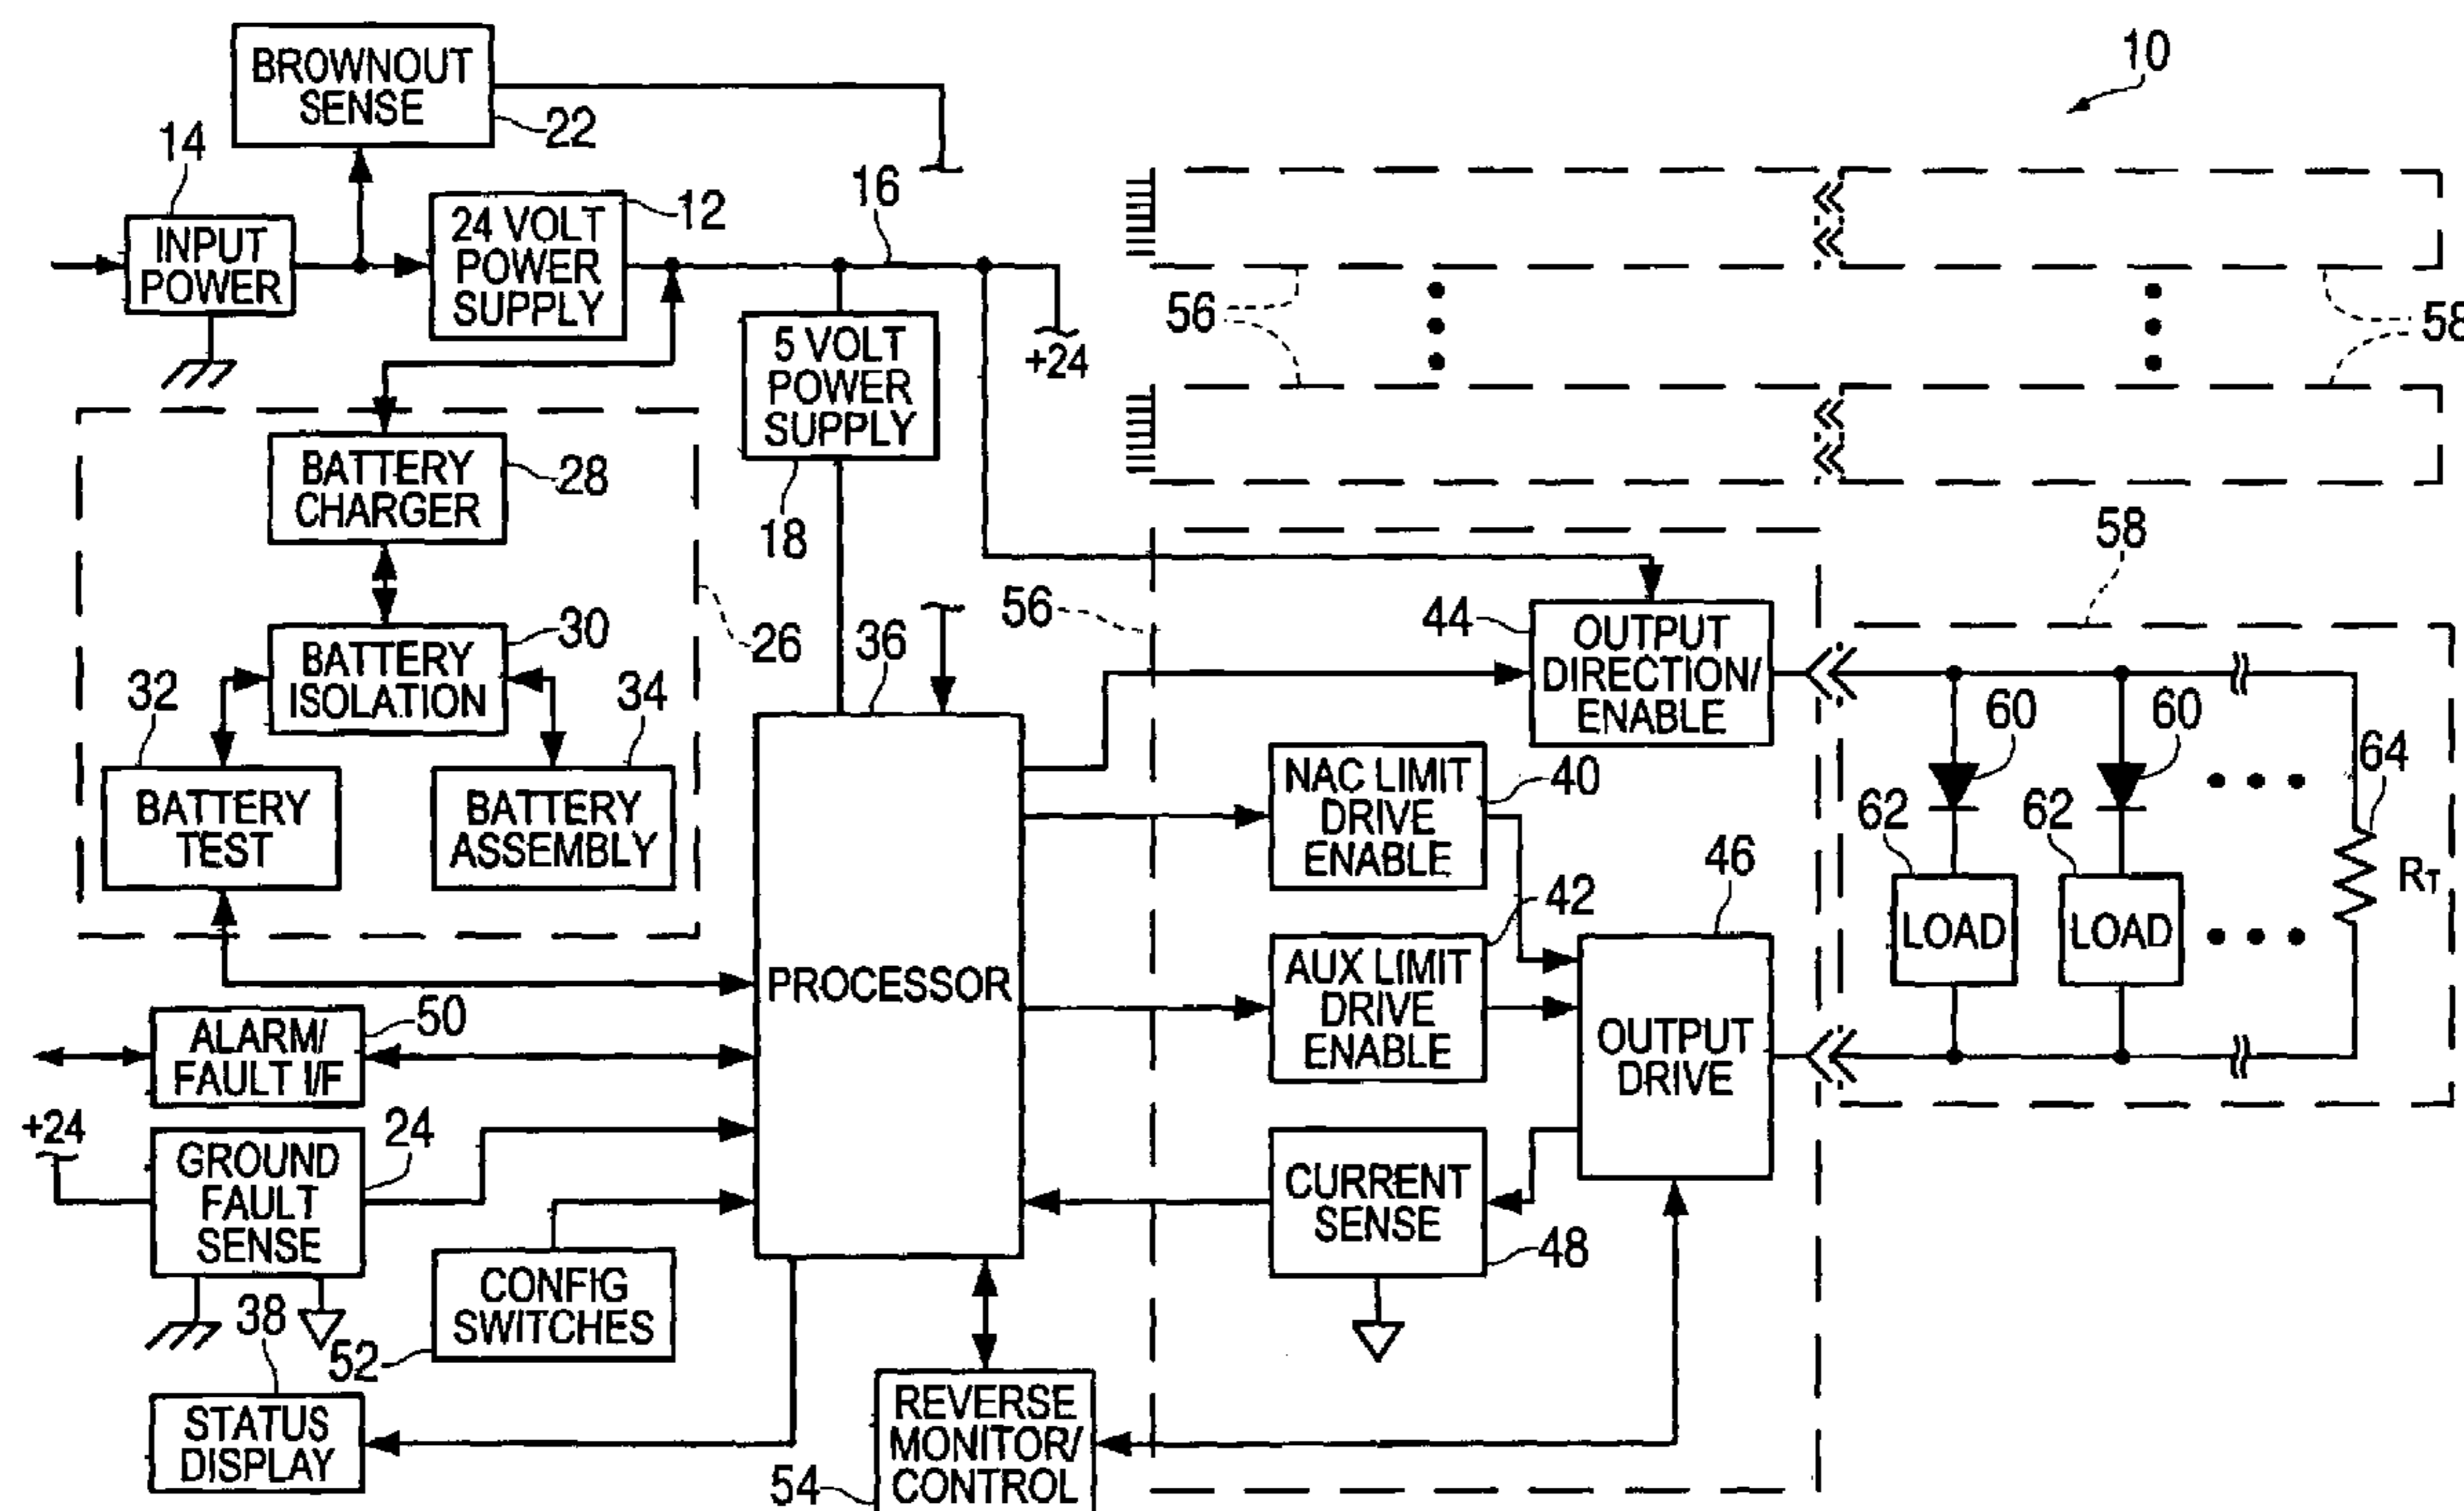 BROWNOUT
SENSE
22
10
14
INPUT
POWER
24 VOLT
POWER
SUPPLY
12
16
+24
5 VOLT
POWER
SUPPLY
18
56
58
BATTERY
CHARGER
28
BATTERY
ISOLATION
30
26
32
BATTERY
TEST
34
BATTERY
ASSEMBLY
36
PROCESSOR
56
44
OUTPUT
DIRECTION/
ENABLE
58
NAC LIMIT
DRIVE
ENABLE
40
42
AUX LIMIT
DRIVE
ENABLE
46
OUTPUT
DRIVE
60
60
62
LOAD
62
LOAD
64
RT
ALARM/
FAULT I/F
50
+24
GROUND
FAULT
SENSE
24
CURRENT
SENSE
48
CONFIG
SWITCHES
52
38
STATUS
DISPLAY
REVERSE
MONITOR/
CONTROL
54